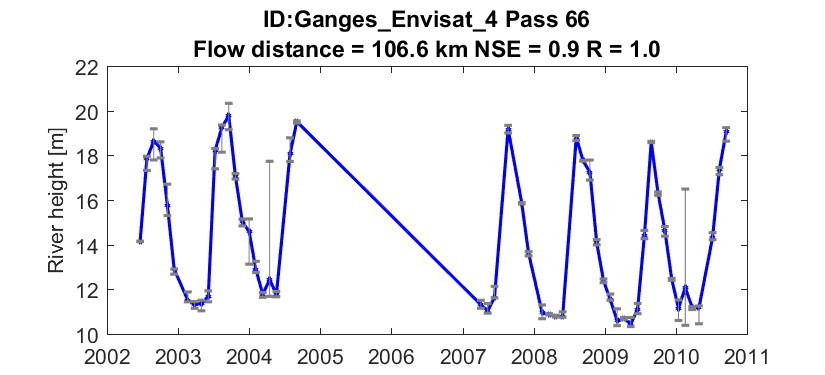 ID:Ganges_Envisat_4 Pass 66
Flow distance = 106.6 km NSE = 0.9 R = 1.0
River height [m]
22
20
18
16
14
12
10
2002 2003 2004 2005 2006 2007 2008 2009 2010 2011